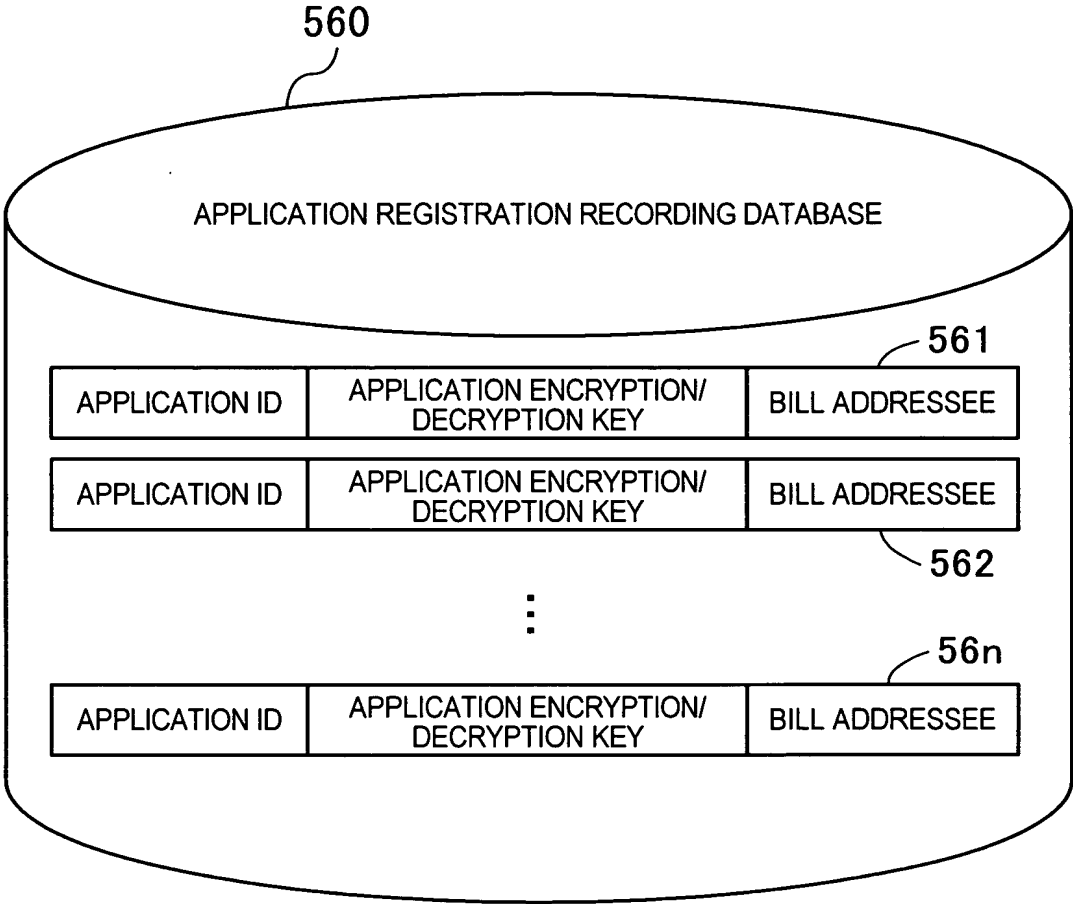 560
APPLICATION REGISTRATION RECORDING DATABASE
561
APPLICATION ID
APPLICATION ENCRYPTION/
DECRYPTION KEY
BILL ADDRESSEE
APPLICATION ID
APPLICATION ENCRYPTION/
DECRYPTION KEY
BILL ADDRESSEE
562
56n
APPLICATION ID
APPLICATION ENCRYPTION/
DECRYPTION KEY
BILL ADDRESSEE